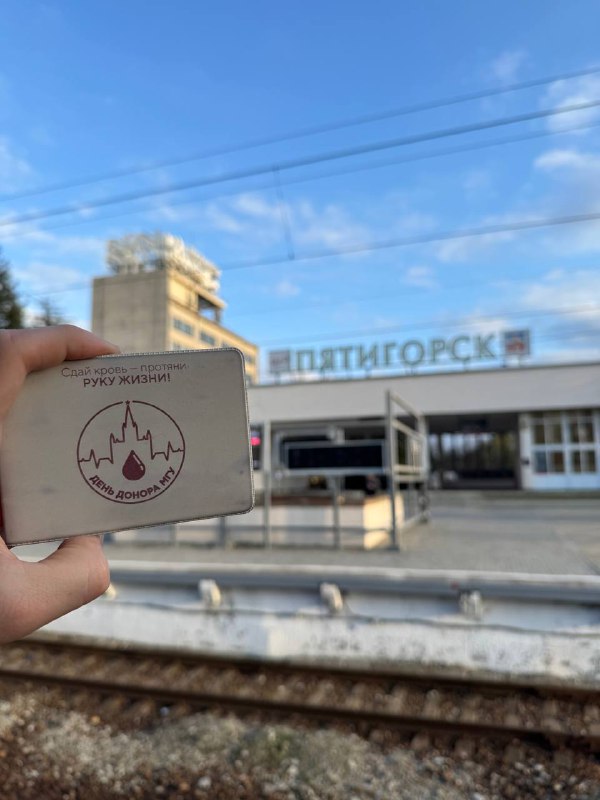 Сдай кровь – протяни
РУКУ ЖИЗНИ!
ДЕНЬ ДОНОРА МГУ
ПЯТИГОРСК